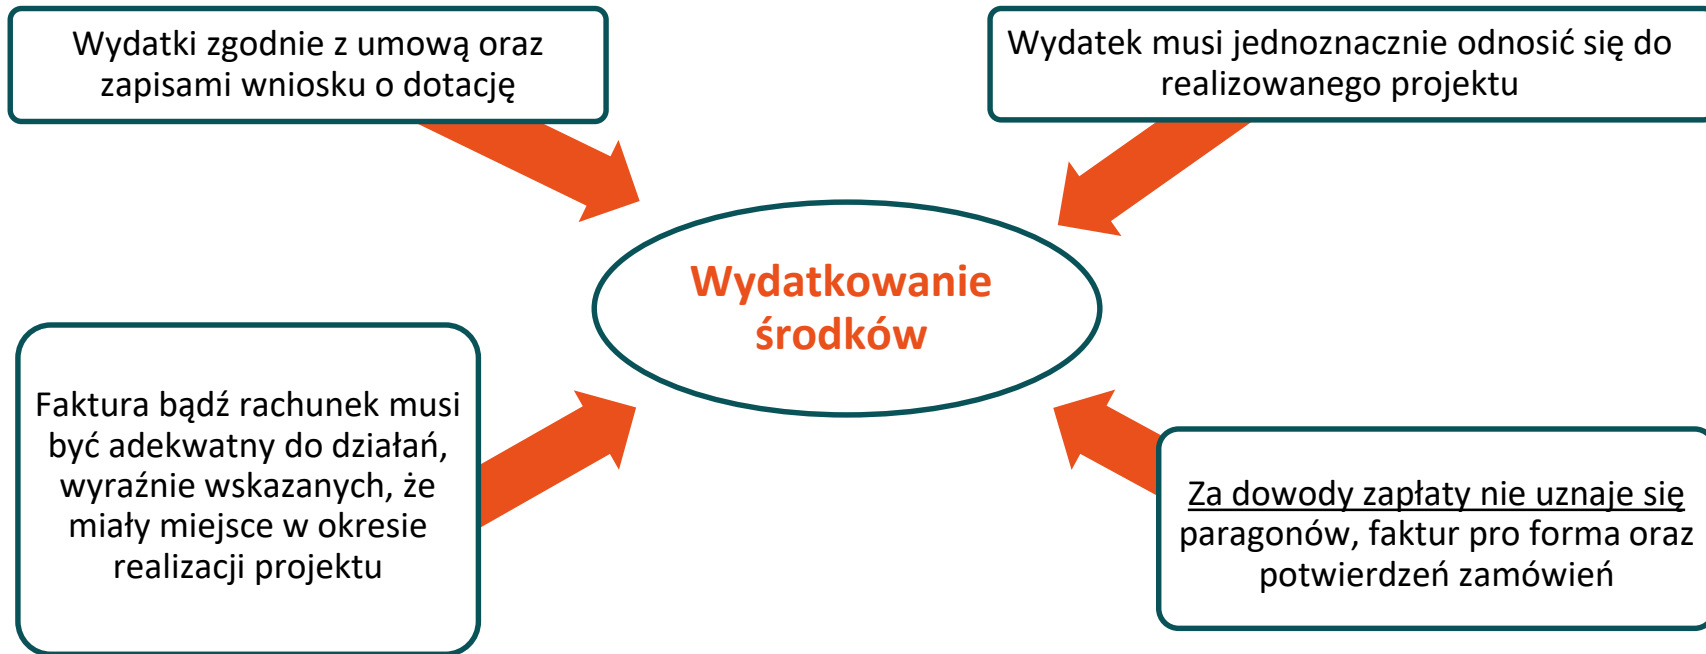 Wydatki zgodnie z umową oraz
zapisami wniosku o dotację
Wydatek musi jednoznacznie odnosić się do
realizowanego projektu
Wydatkowanie
środków
Faktura bądź rachunek musi
być adekwatny do działań,
wyraźnie wskazanych, że
miały miejsce w okresie
realizacji projektu
Za dowody zapłaty nie uznaje się
paragonów, faktur pro forma oraz
potwierdzeń zamówień